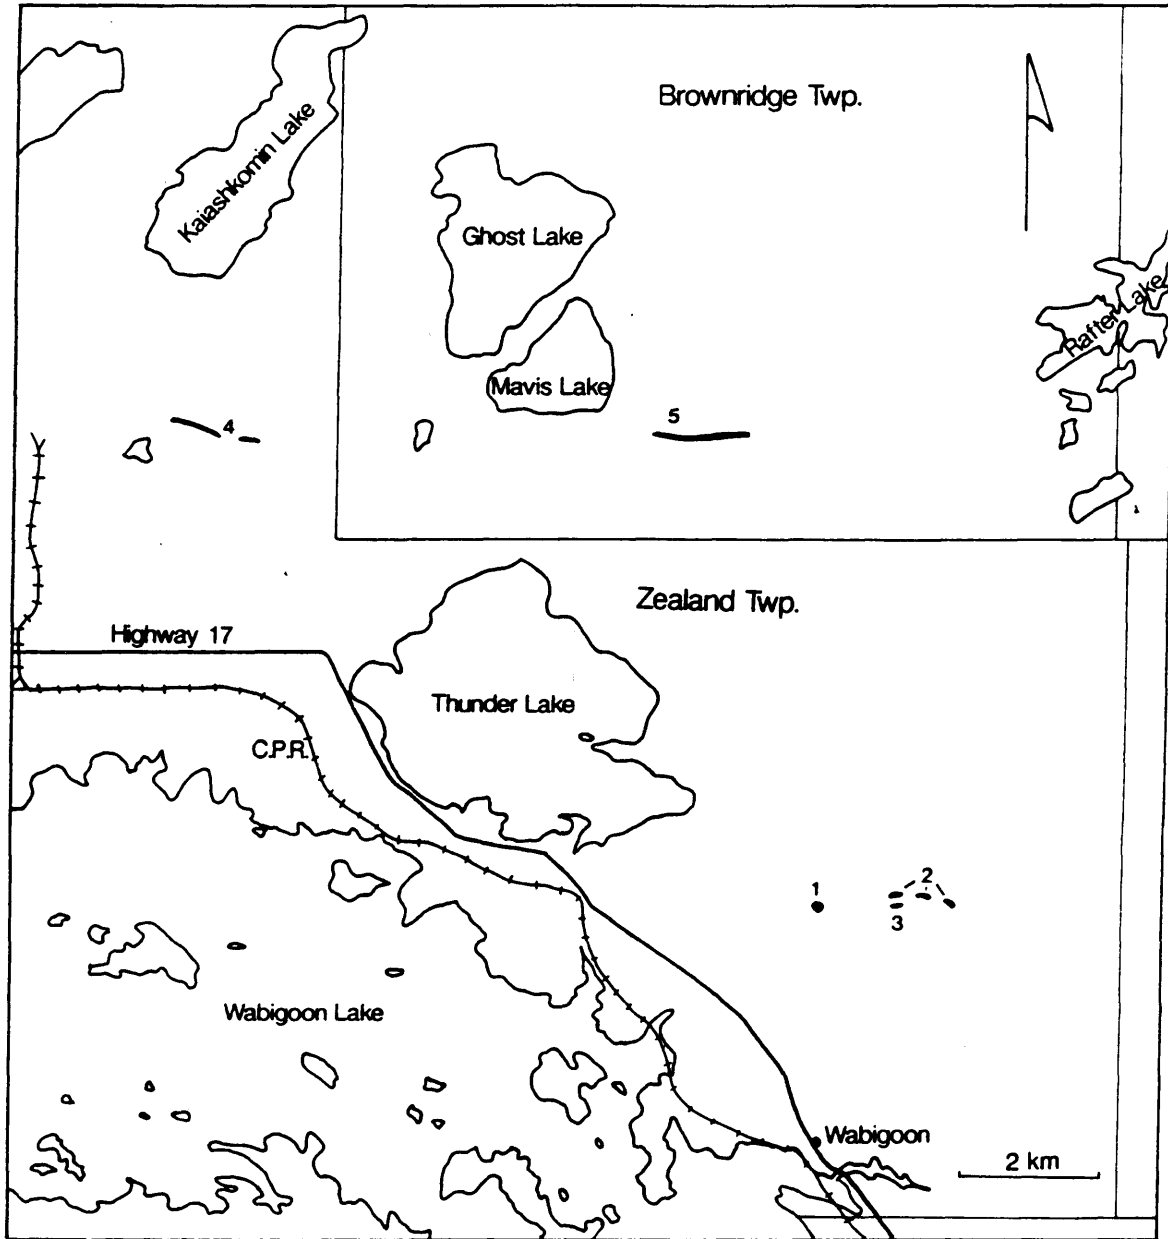 Brownridge Twp.
Kaiashkomin Lake
Ghost Lake
Rafter Lake
Mavis Lake
4
5
Zealand Twp.
Highway 17
Thunder Lake
C.P.R.
1
2
3
Wabigoon Lake
Wabigoon
2 km